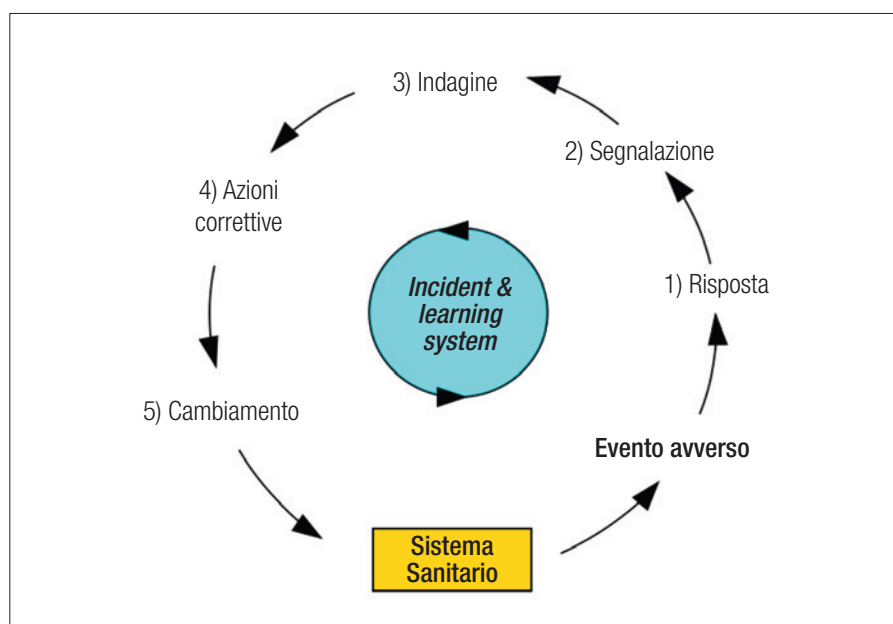 3) Indagine
2) Segnalazione
4) Azioni
correttive
1) Risposta
Incident &
learning
system
5) Cambiamento
Evento avverso
Sistema
Sanitario